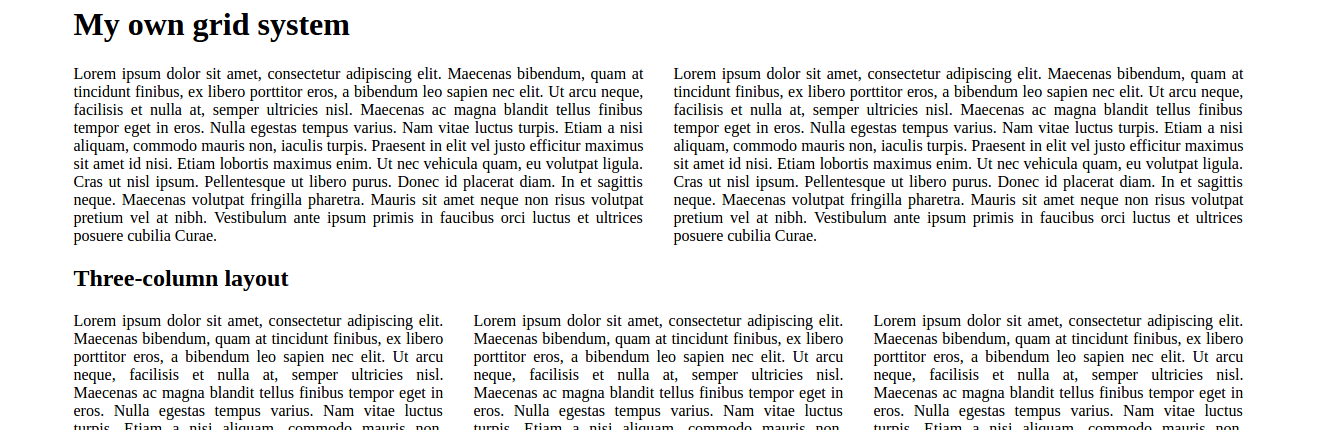 My own grid system
Lorem ipsum dolor sit amet, consectetur adipiscing elit. Maecenas bibendum, quam at
tincidunt finibus, ex libero porttitor eros, a bibendum leo sapien nec elit. Ut arcu neque,
facilisis et nulla at, semper ultricies nisl. Maecenas ac magna blandit tellus finibus
tempor eget in eros. Nulla egestas tempus varius. Nam vitae luctus turpis. Etiam a nisi
aliquam, commodo mauris non, iaculis turpis. Praesent in elit vel justo efficitur maximus
sit amet id nisi. Etiam lobortis maximus enim. Ut nec vehicula quam, eu volutpat ligula.
Cras ut nisl ipsum. Pellentesque ut libero purus. Donec id placerat diam. In et sagittis
neque. Maecenas volutpat fringilla pharetra. Mauris sit amet neque non risus volutpat
pretium vel at nibh. Vestibulum ante ipsum primis in faucibus orci luctus et ultrices
posuere cubilia Curae.
Lorem ipsum dolor sit amet, consectetur adipiscing elit. Maecenas bibendum, quam at
tincidunt finibus, ex libero porttitor eros, a bibendum leo sapien nec elit. Ut arcu neque,
facilisis et nulla at, semper ultricies nisl. Maecenas ac magna blandit tellus finibus
tempor eget in eros. Nulla egestas tempus varius. Nam vitae luctus turpis. Etiam a nisi
aliquam, commodo mauris non, iaculis turpis. Praesent in elit vel justo efficitur maximus
sit amet id nisi. Etiam lobortis maximus enim. Ut nec vehicula quam, eu volutpat ligula.
Cras ut nisl ipsum. Pellentesque ut libero purus. Donec id placerat diam. In et sagittis
neque. Maecenas volutpat fringilla pharetra. Mauris sit amet neque non risus volutpat
pretium vel at nibh. Vestibulum ante ipsum primis in faucibus orci luctus et ultrices
posuere cubilia Curae.
Three-column layout
Lorem ipsum dolor sit amet, consectetur adipiscing elit.
Maecenas bibendum, quam at tincidunt finibus, ex libero
porttitor eros, a bibendum leo sapien nec elit. Ut arcu
neque, facilisis et nulla at, semper ultricies nisl.
Maecenas ac magna blandit tellus finibus tempor eget in
eros. Nulla egestas tempus varius. Nam vitae luctus
turpis. Etiam a nisi aliquam, commodo mauris non,
Lorem ipsum dolor sit amet, consectetur adipiscing elit.
Maecenas bibendum, quam at tincidunt finibus, ex libero
porttitor eros, a bibendum leo sapien nec elit. Ut arcu
neque, facilisis et nulla at, semper ultricies nisl.
Maecenas ac magna blandit tellus finibus tempor eget in
eros. Nulla egestas tempus varius. Nam vitae luctus
turpis. Etiam a nisi aliquam, commodo mauris non,
Lorem ipsum dolor sit amet, consectetur adipiscing elit.
Maecenas bibendum, quam at tincidunt finibus, ex libero
porttitor eros, a bibendum leo sapien nec elit. Ut arcu
neque, facilisis et nulla at, semper ultricies nisl.
Maecenas ac magna blandit tellus finibus tempor eget in
eros. Nulla egestas tempus varius. Nam vitae luctus
turpis. Etiam a nisi aliquam, commodo mauris non,